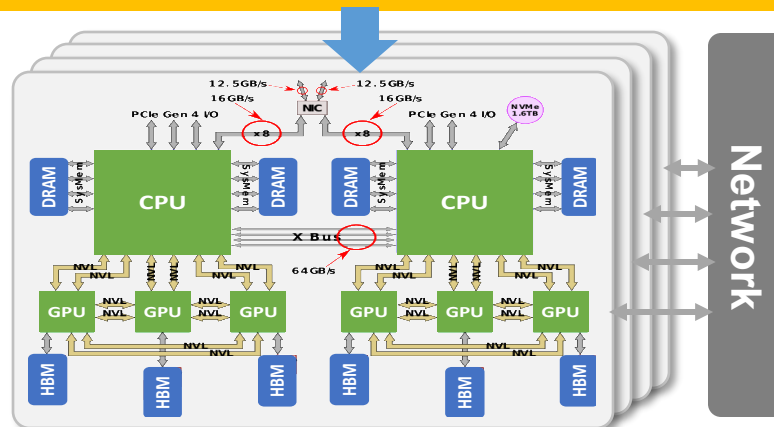 12.5GB/s
12.5GB/s
16GB/s
16GB/s
NIC
PCIe Gen 4 I/O
PCIe Gen 4 I/O
NVMe
1.6TB
x8
x8
DRAM
SysMem
CPU
SysMem
DRAM
DRAM
SysMem
CPU
SysMem
DRAM
X Bus
64GB/s
NVL
NVL
NVL
NVL
NVL
NVL
NVL
NVL
NVL
NVL
NVL
NVL
GPU
NVL
NVL
GPU
NVL
NVL
GPU
GPU
NVL
NVL
GPU
NVL
NVL
GPU
NVL
NVL
NVL
NVL
HBM
HBM
HBM
HBM
HBM
HBM
Network